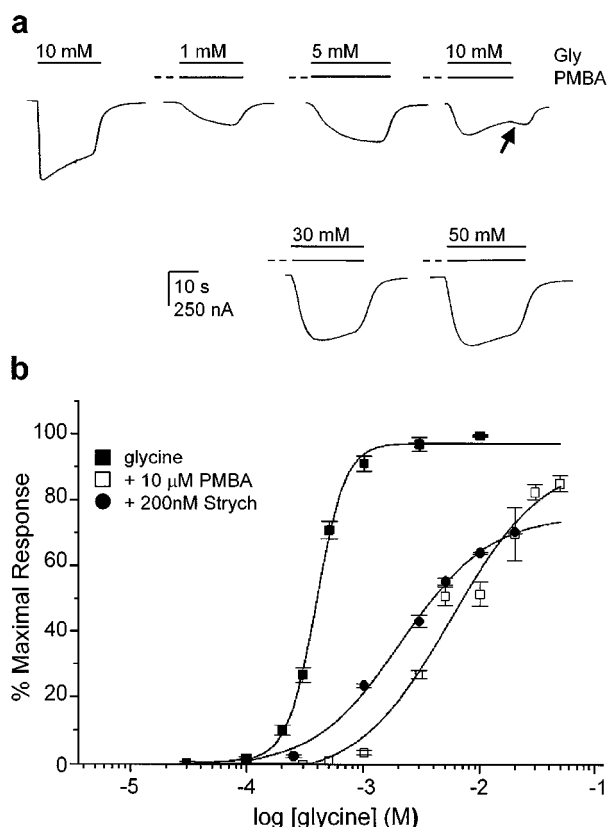 a
10 mM 1 mM 5 mM 10 mM Gly
PMBA
30 mM 50 mM
10 s
250 nA
b
% Maximal Response
100
80
60
40
20
0
■ glycine
□ + 10 μM PMBA
● + 200nM Strych
-5 -4 -3 -2 -1
log [glycine] (M)